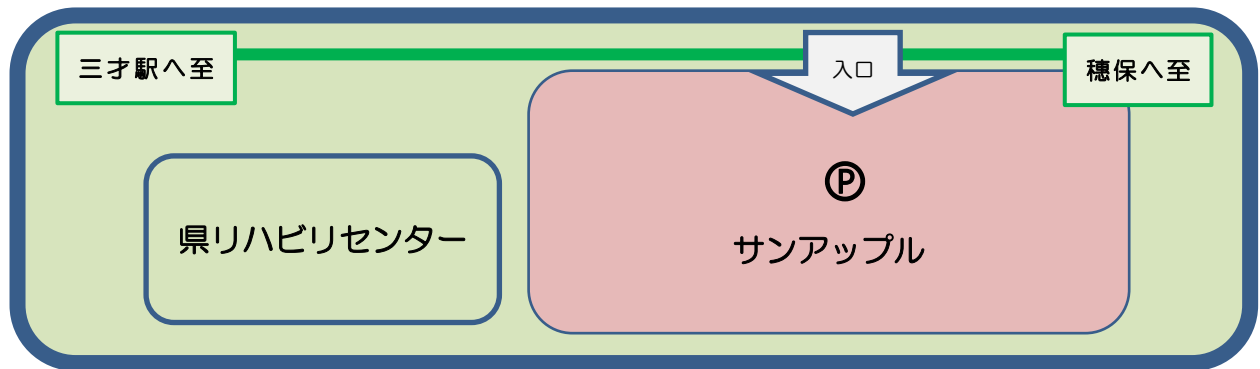 三才駅へ至
入口
穂保へ至
Ⓟ
県リハビリセンター
サンアップル